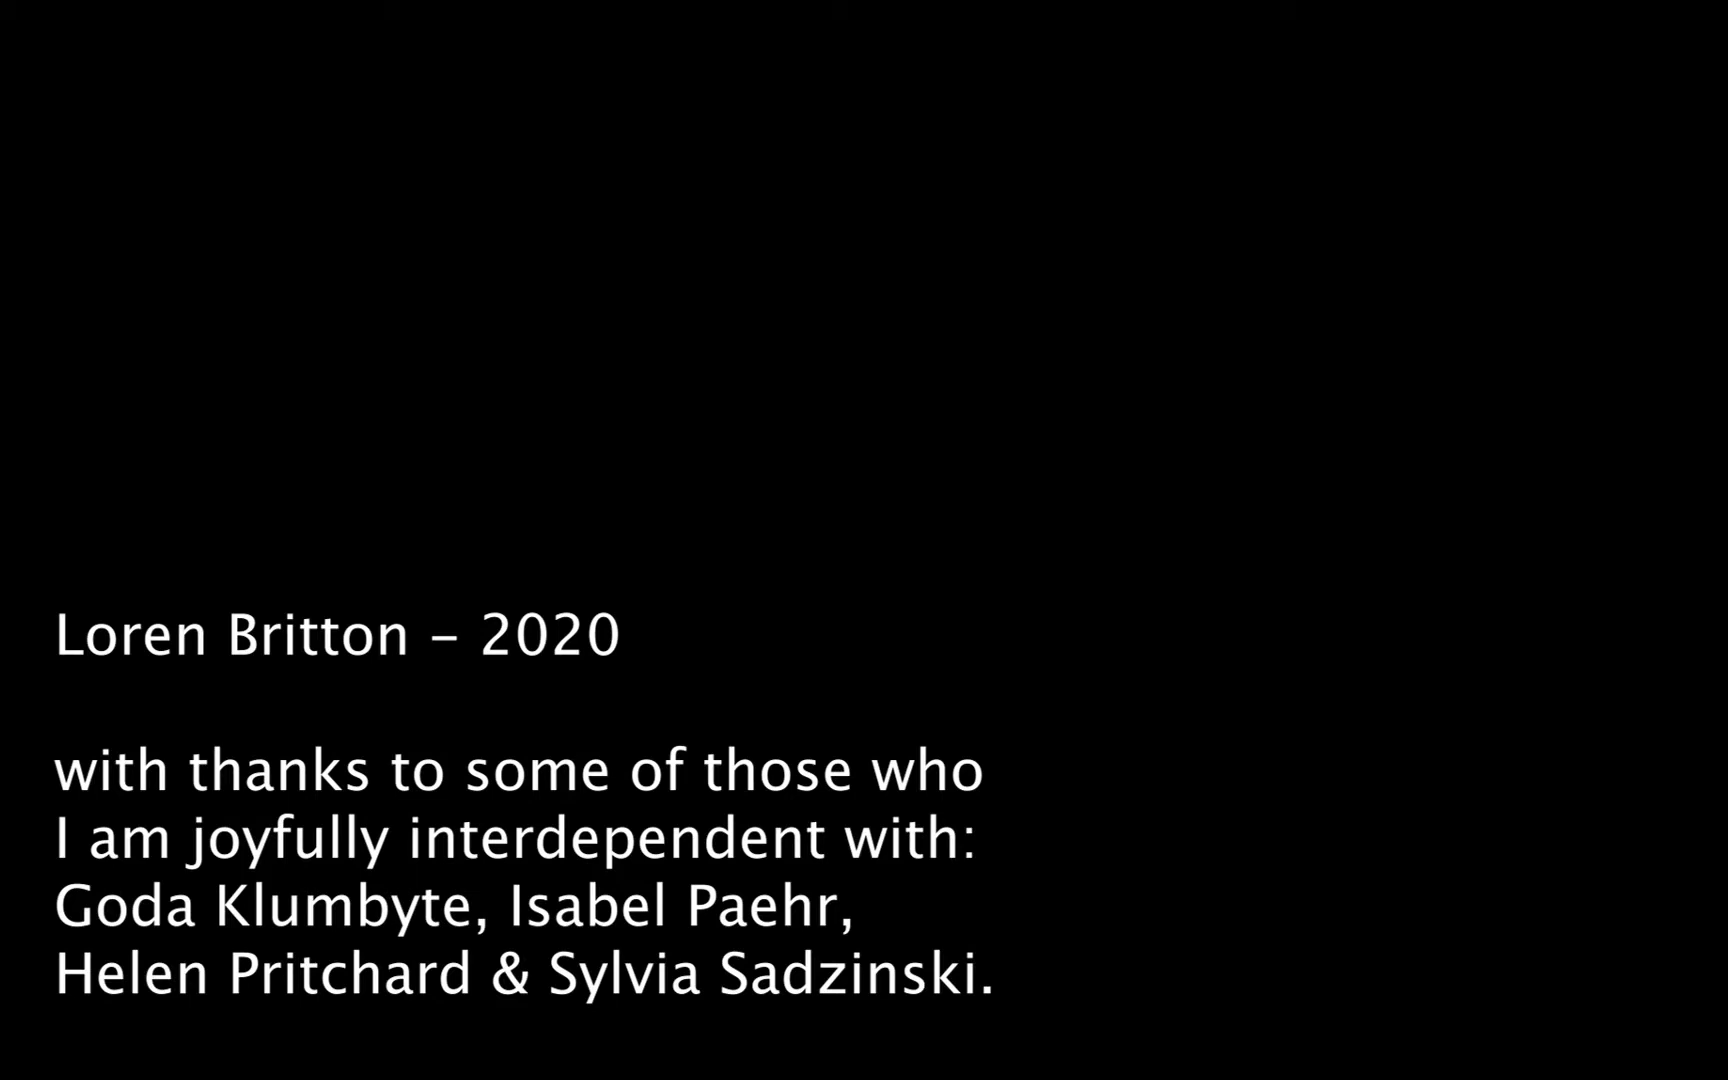 Loren Britton – 2020
with thanks to some of those who
I am joyfully interdependent with:
Goda Klumbyte, Isabel Paehr,
Helen Pritchard & Sylvia Sadzinski.